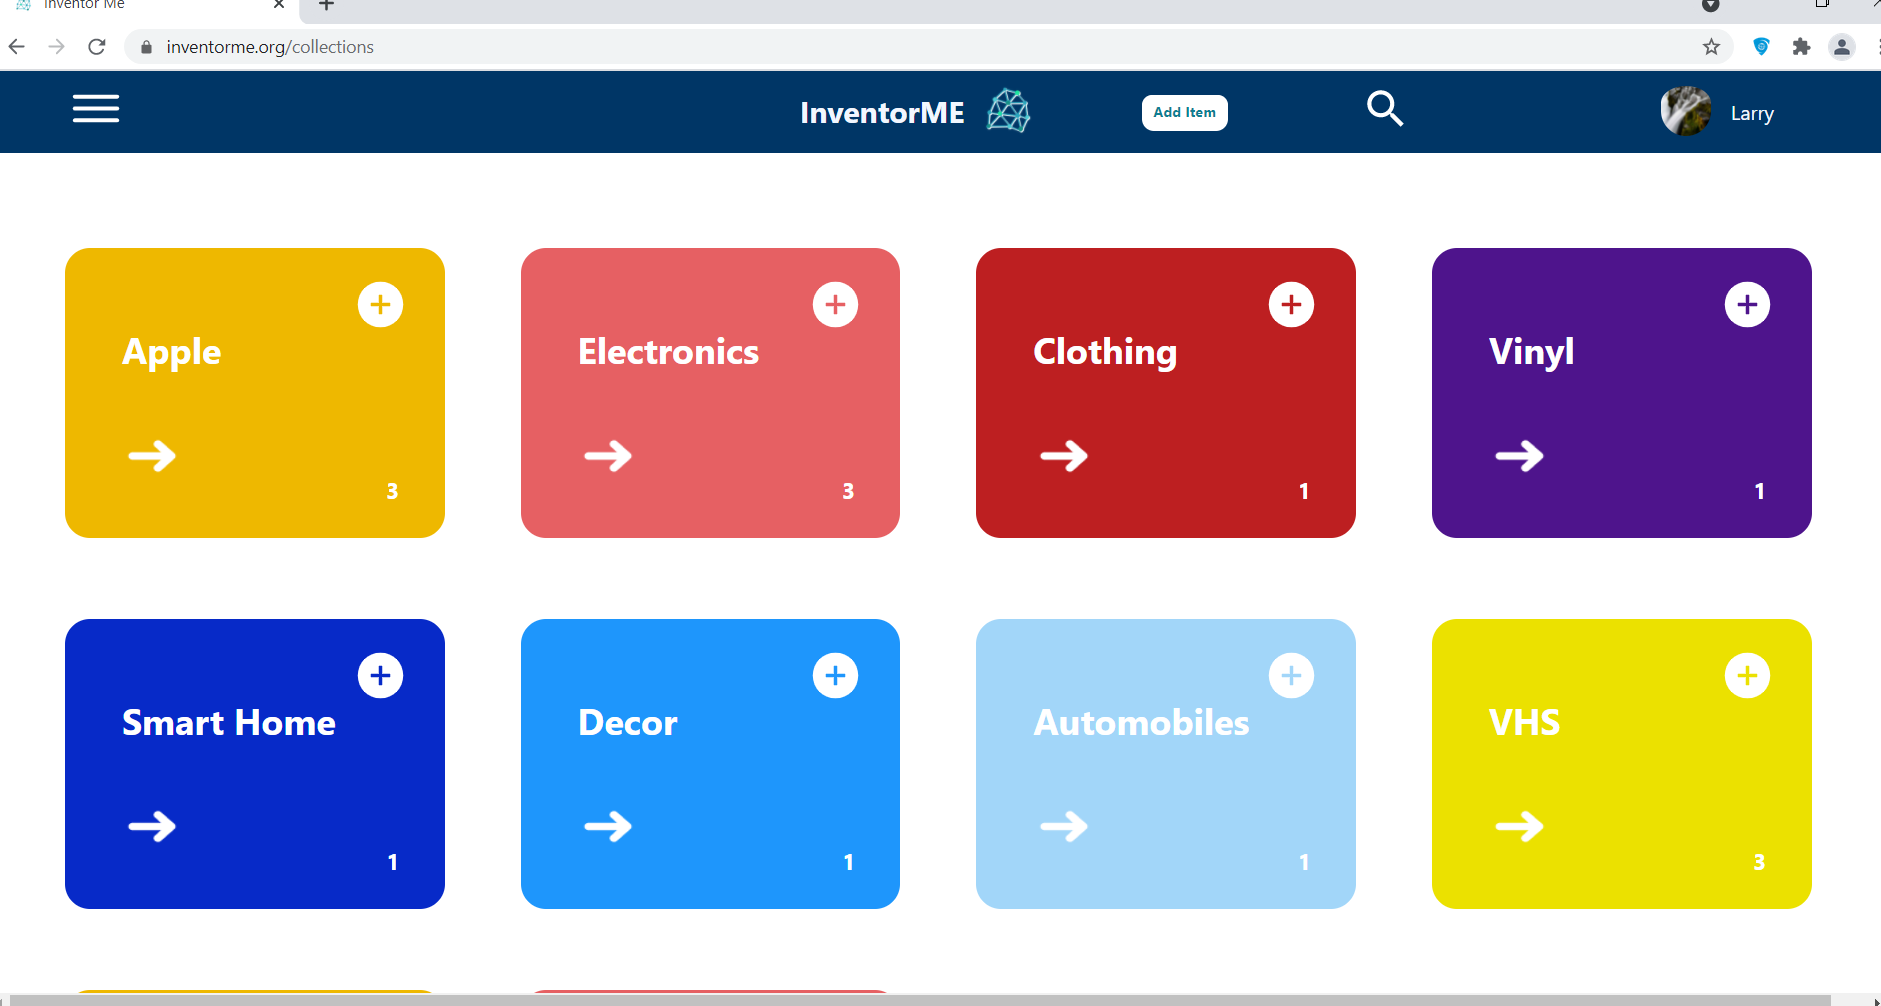 Inventor Me
inventorme.org/collections
InventorME
Add Item
Larry
Apple
3
Electronics
3
Clothing
1
Vinyl
1
Smart Home
1
Decor
1
Automobiles
1
VHS
3